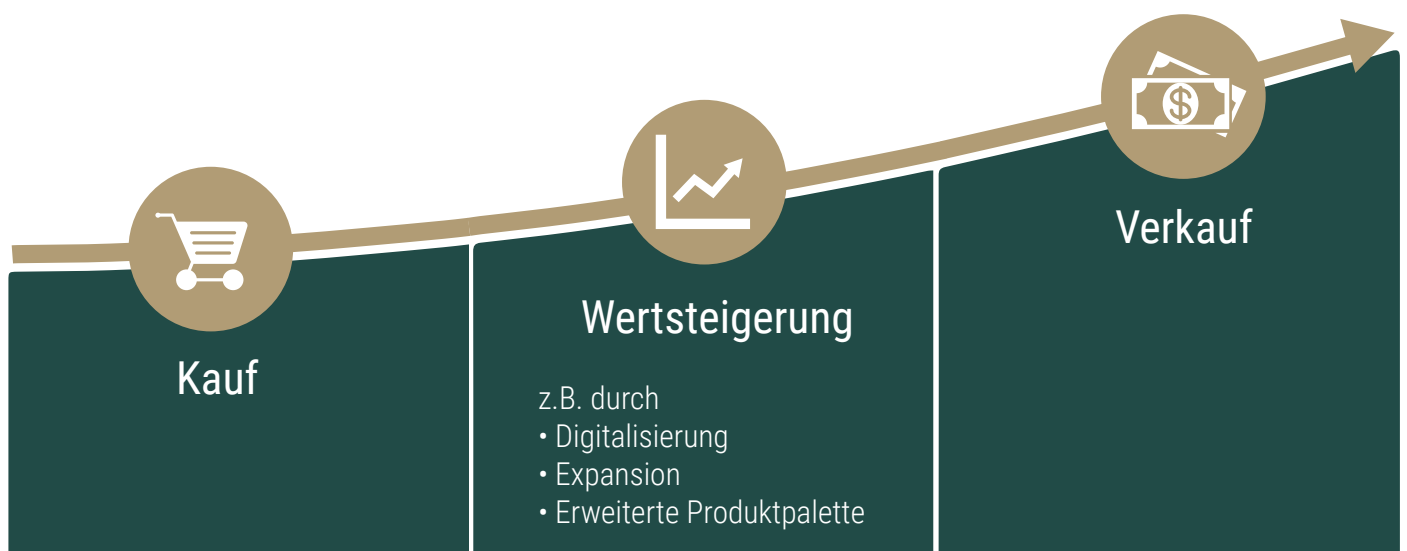 Kauf
Wertsteigerung
z.B. durch
• Digitalisierung
• Expansion
• Erweiterte Produktpalette
Verkauf
$